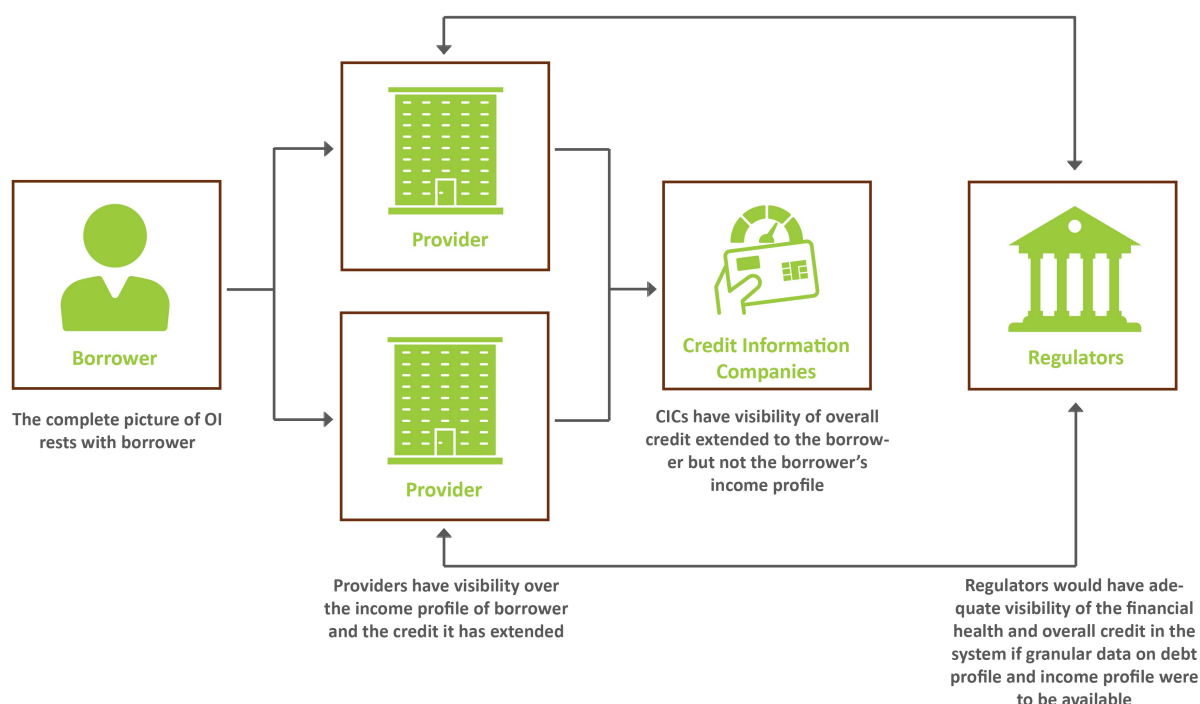 Provider
Borrower
The complete picture of OI
rests with borrower
Provider
Providers have visibility over
the income profile of borrower
and the credit it has extended
Credit Information
Companies
CICs have visibility of overall
credit extended to the borrow-
er but not the borrower’s
income profile
Regulators
Regulators would have ade-
quate visibility of the financial
health and overall credit in the
system if granular data on debt
profile and income profile were
to be available